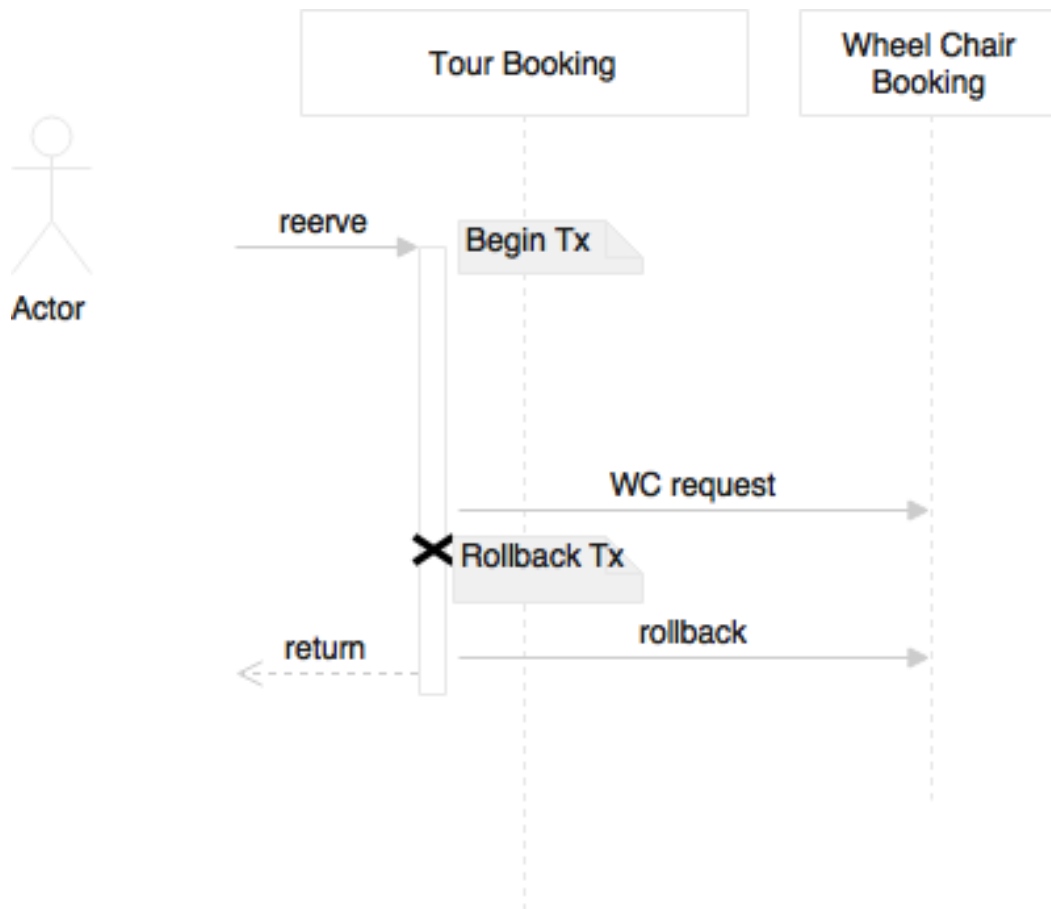 Tour Booking
Wheel Chair
Booking
reerve
Begin Tx
Actor
WC request
Rollback Tx
rollback
return